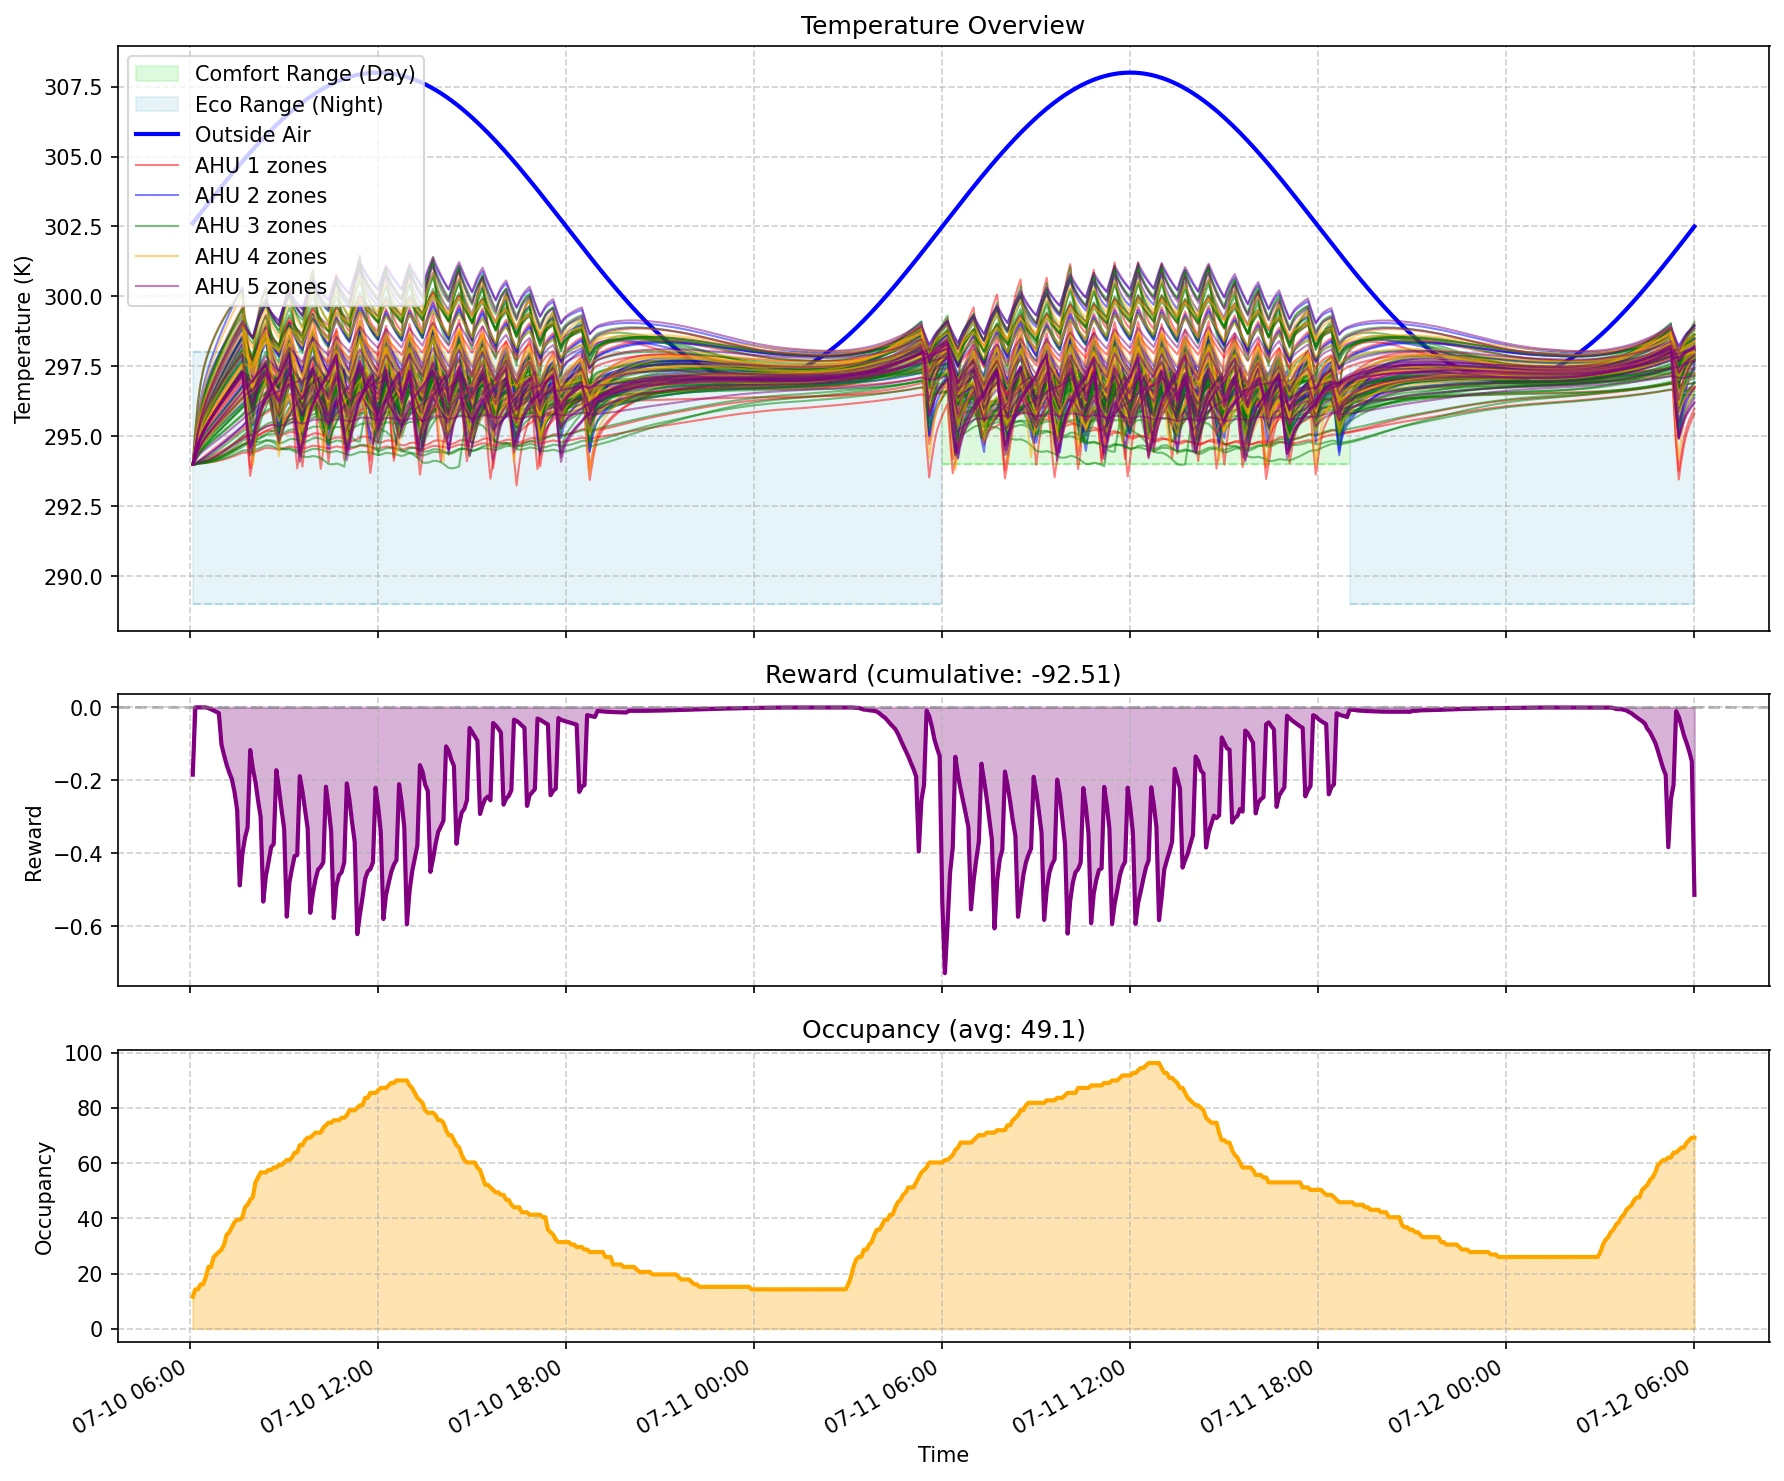 Temperature Overview
Temperature (K)
307.5
305.0
302.5
300.0
297.5
295.0
292.5
290.0
Comfort Range (Day)
Eco Range (Night)
Outside Air
AHU 1 zones
AHU 2 zones
AHU 3 zones
AHU 4 zones
AHU 5 zones
Reward (cumulative: -92.51)
Reward
0.0
−0.2
−0.4
−0.6
Occupancy (avg: 49.1)
Occupancy
100
80
60
40
20
0
07-10 06:00
07-10 12:00
07-10 18:00
07-11 00:00
07-11 06:00
07-11 12:00
07-11 18:00
07-12 00:00
07-12 06:00
Time